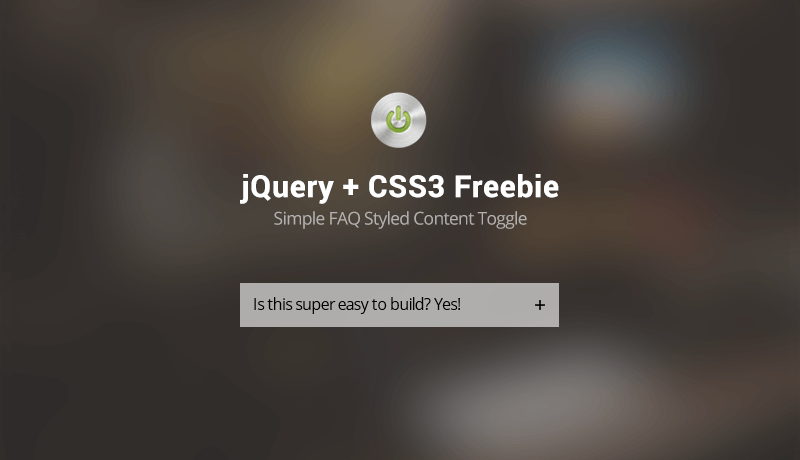 jQuery + CSS3 Freebie
Simple FAQ Styled Content Toggle
Is this super easy to build? Yes! +